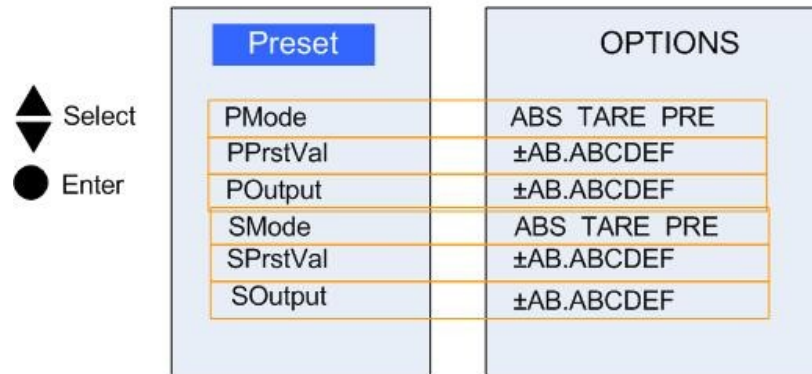 Preset OPTIONS
Select
Enter
PMode ABS TARE PRE
PPrstVal ±AB.ABCDEF
POutput ±AB.ABCDEF
SMode ABS TARE PRE
SPrstVal ±AB.ABCDEF
SOutput ±AB.ABCDEF